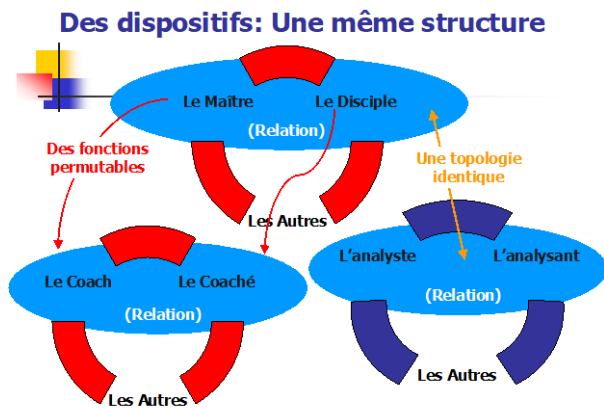 Des dispositifs: Une même structure
Le Maître Le Disciple
(Relation)
Des fonctions
permutables
Une topologie
identique
Les Autres
L'analyste L'analysant
(Relation)
Les Autres
Le Coach Le Coaché
(Relation)
Les Autres